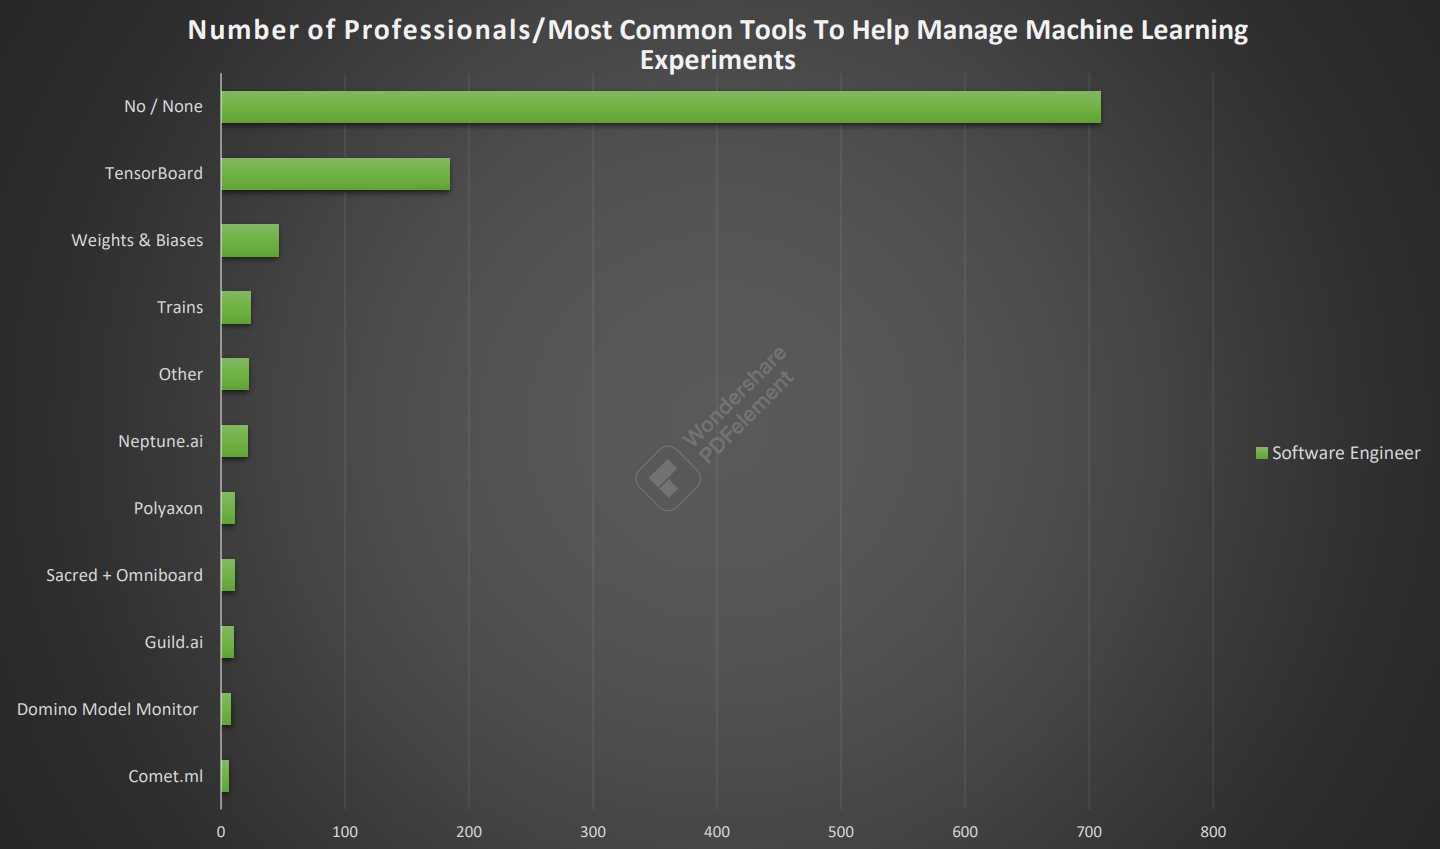 Number of Professionals/Most Common Tools To Help Manage Machine Learning
Experiments
No / None
TensorBoard
Weights & Biases
Trains
Other
Neptune.ai
Polyaxon
Sacred + Omniboard
Guild.ai
Domino Model Monitor
Comet.ml
0 100 200 300 400 500 600 700 800
Software Engineer
Wondershare
PDFelement